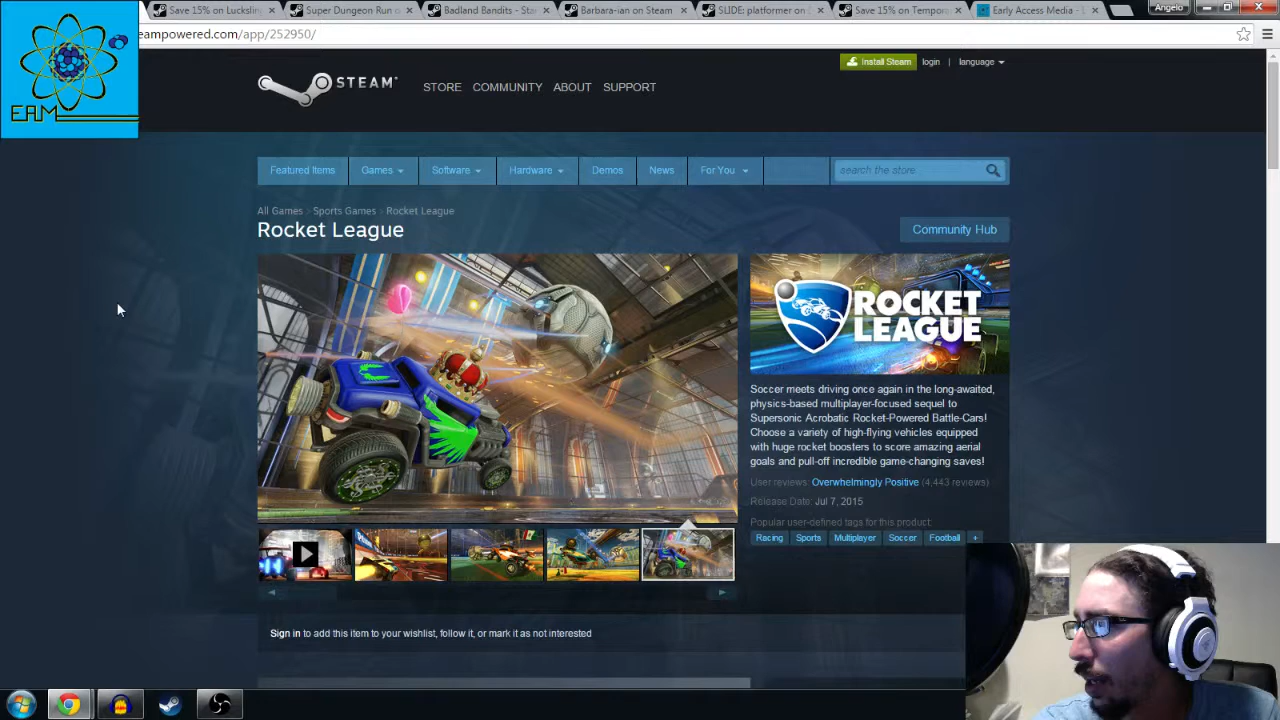 Save 15% on Lucksling
Super Dungeon Run o
Badland Bandits - Sta
Barbara-ian on Steam
SLIDE: platformer on
Save 15% on Tempor
Early Access Media -
Angelo
eampowered.com/app/252950/
EAM
STEAM
STORE COMMUNITY ABOUT SUPPORT
Install Steam login | language
Featured Items Games Software Hardware Demos News For You search the store
All Games > Sports Games > Rocket League
Rocket League
Community Hub
ROCKET
LEAGUE
Soccer meets driving once again in the long-awaited,
physics-based multiplayer-focused sequel to
Supersonic Acrobatic Rocket-Powered Battle-Cars!
Choose a variety of high-flying vehicles equipped
with huge rocket boosters to score amazing aerial
goals and pull-off incredible game-changing saves!
User reviews: Overwhelmingly Positive (4,443 reviews)
Release Date: Jul 7, 2015
Popular user-defined tags for this product:
Racing Sports Multiplayer Soccer Football +
Sign in to add this item to your wishlist, follow it, or mark it as not interested